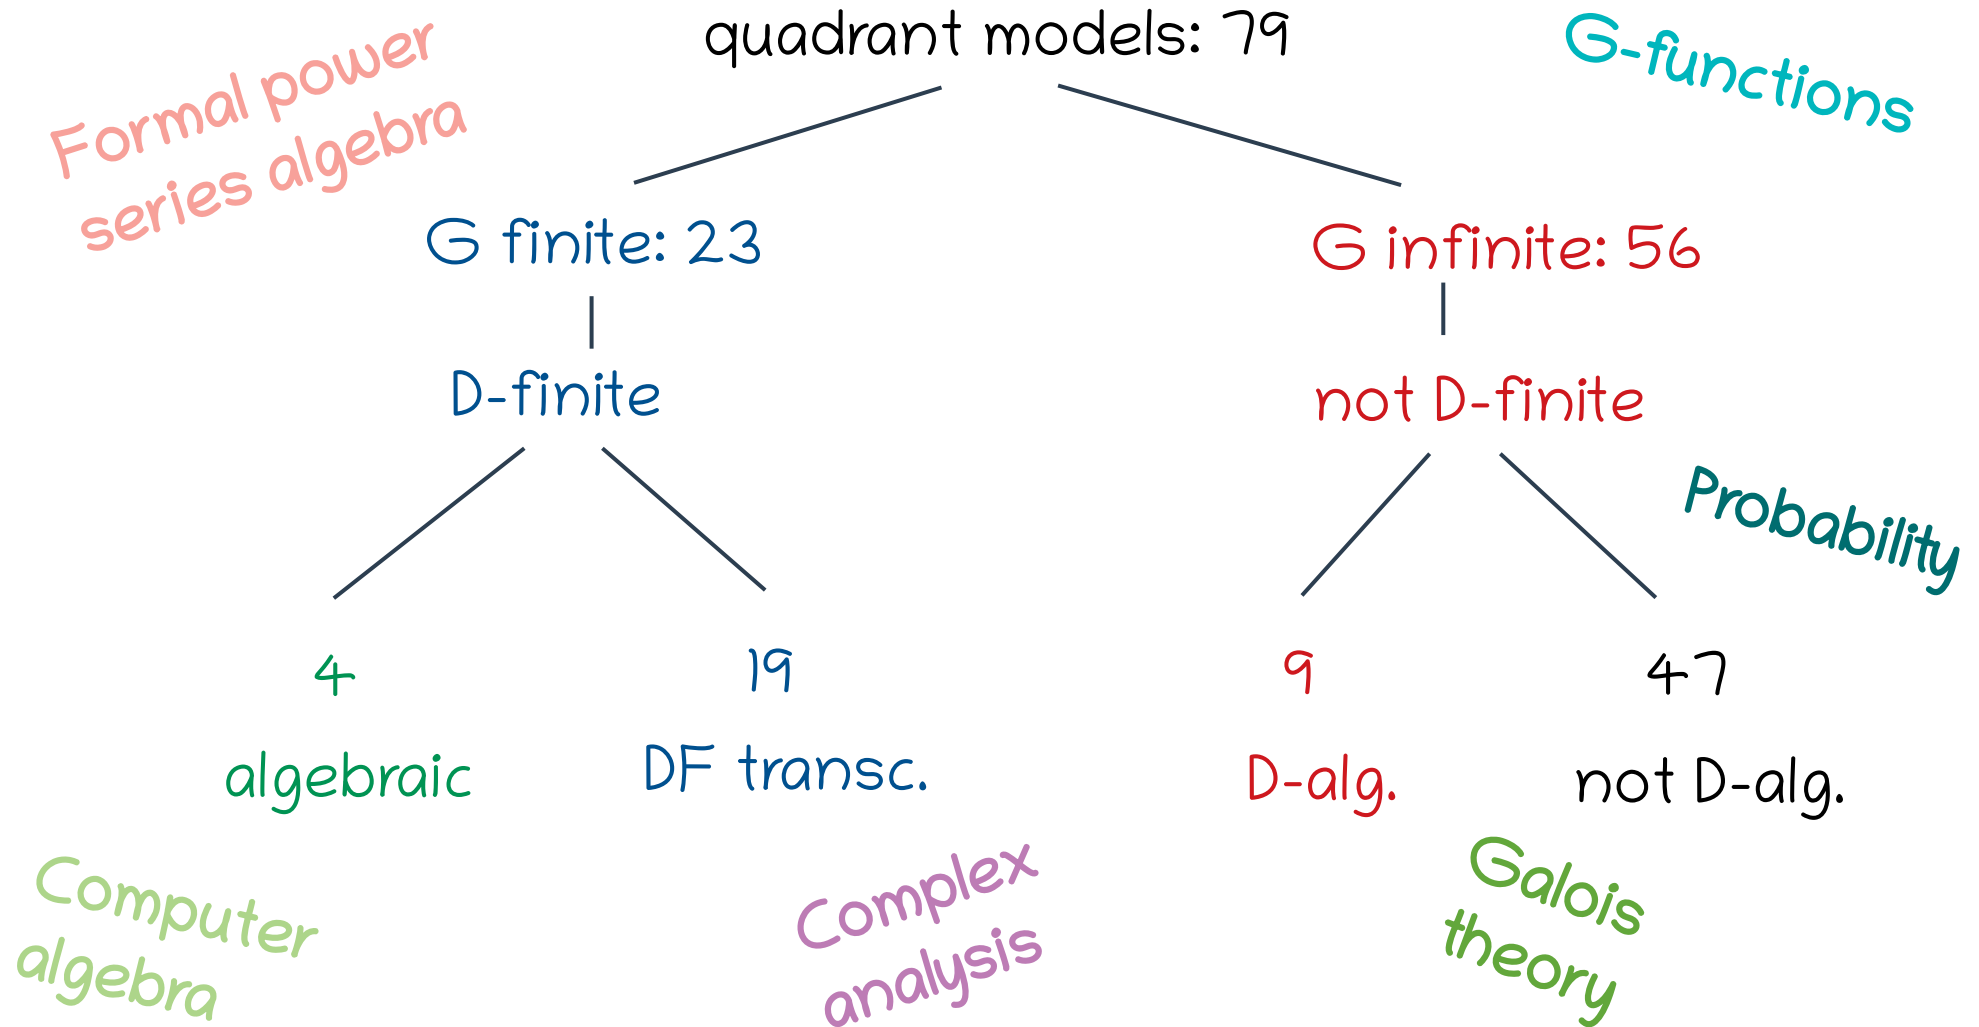 quadrant models: 79
Formal power
series algebra
G-functions
G finite: 23
G infinite: 56
D-finite
not D-finite
Probability
4
19
9
47
algebraic
DF transc.
D-alg.
not D-alg.
Computer
algebra
Complex
analysis
Galois
theory